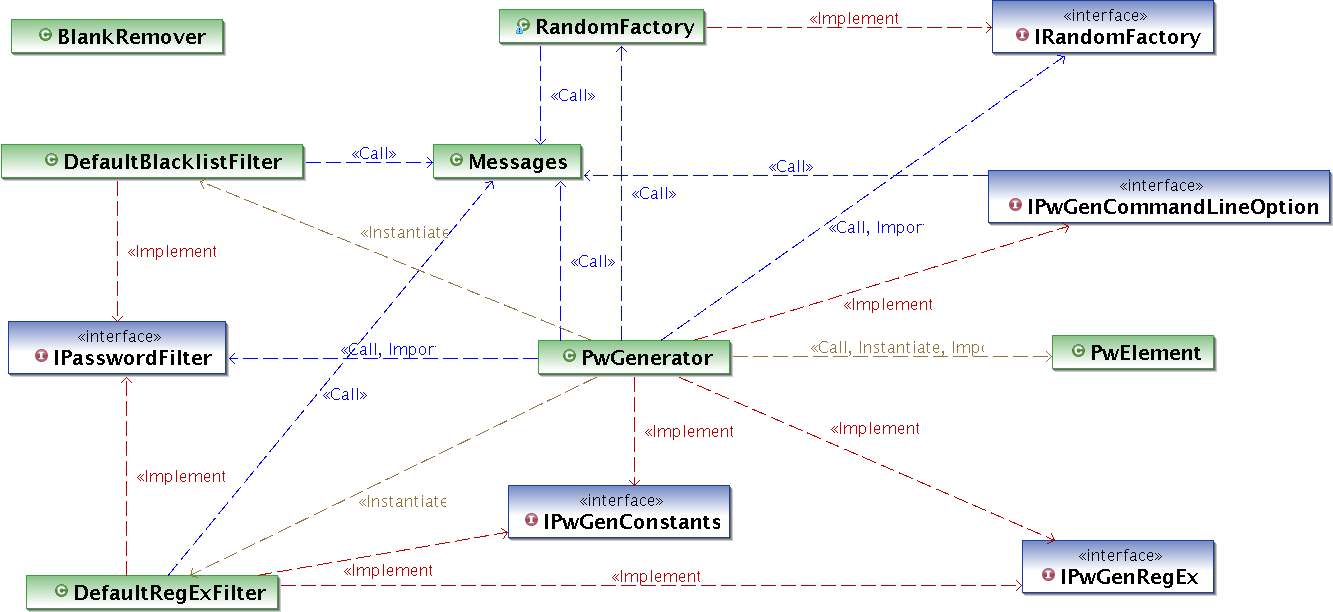 RandomFactory
«Implement
«interface»
IRandomFactory
BlankRemover
«Call»
DefaultBlacklistFilter
«Call»
Messages
«Call»
«interface»
IPwGenCommandLineOption
«Call»
«Instantiate
«Call, Impor
«Implement
«Call»
«Implement
«interface»
IPasswordFilter
«Call, Impor
PwGenerator
«Call, Instantiate, Impo
PwElement
«Call»
«Implement
«Implement
«Implement
«Instantiate
«interface»
IPwGenConstants
«Implement
«Implement
«interface»
IPwGenRegEx
DefaultRegExFilter